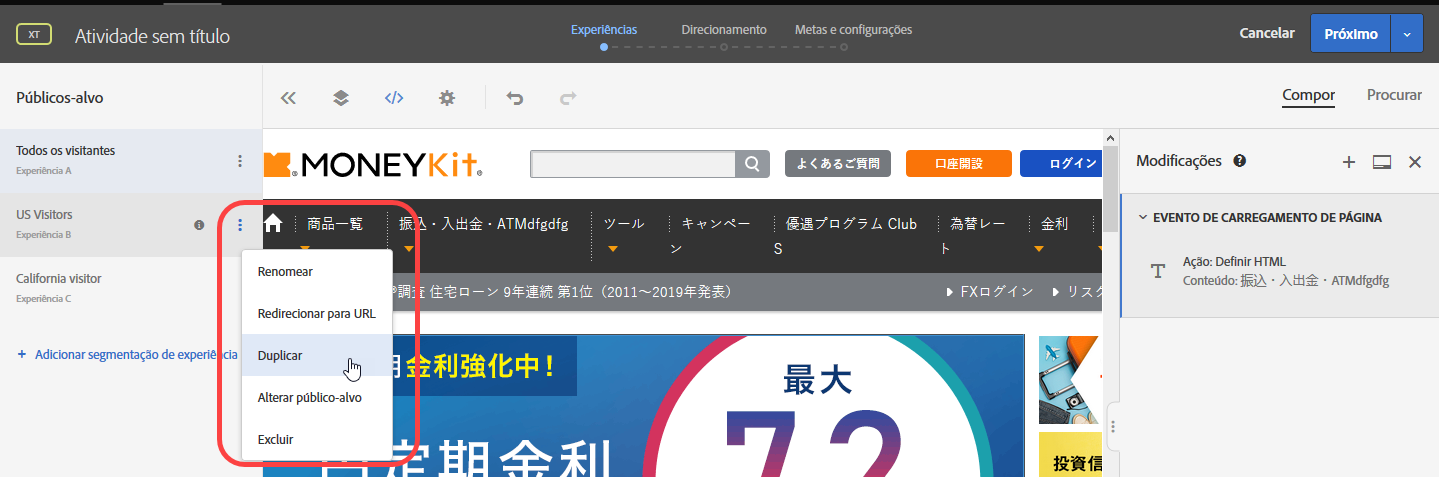 XT
Atividade sem título
Experiências
Direcionamento
Metas e configurações
Cancelar
Próximo
Públicos-alvo
Compor
Procurar
Todos os visitantes
Experiência A
US Visitors
Experiência B
California visitor
Experiência C
+ Adicionar segmentação de experiência
Renomear
Redirecionar para URL
Duplicar
Alterar público-alvo
Excluir
MONEYKit
よくあるご質問
口座開設
ログイン
商品一覧
振込・入出金・ATMdfgdfg
ツール
キャンペー
ン
優遇プログラム Club
S
為替レー
ト
金利
®調査 住宅ローン 9年連続 第1位（2011～2019年発表）
FXログイン
リスク
金利強化中！
定期金利
最大
7.2
投資信
Modificações
EVENTO DE CARREGAMENTO DE PÁGINA
Ação: Definir HTML
Conteúdo: 振込・入出金・ATMdfgdfg